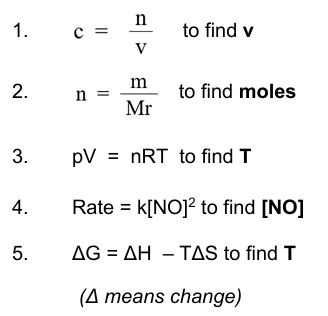 1. c = n/v to find v
2. n = m/Mr to find moles
3. pV = nRT to find T
4. Rate = k[NO]² to find [NO]
5. ΔG = ΔH – TΔS to find T
(Δ means change)